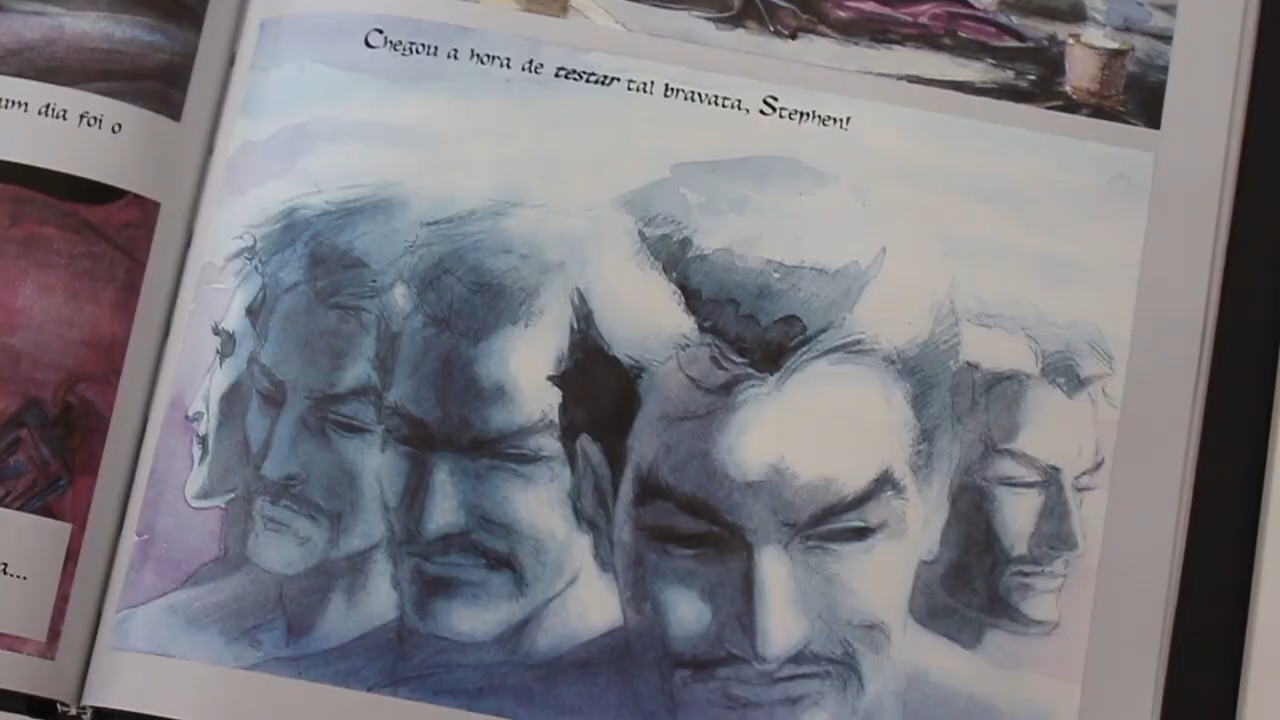 um dia foi o
a...
Chegou a hora de testar tal bravata, Stephen!